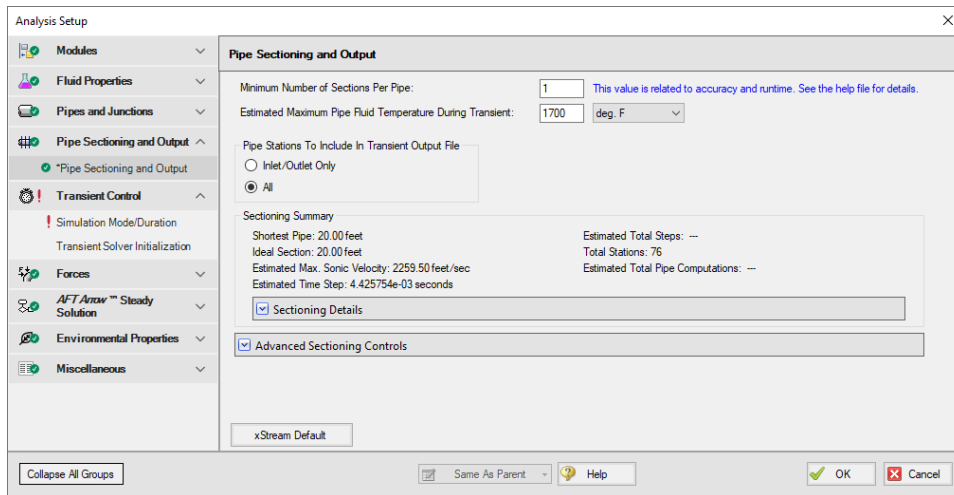 Analysis Setup
Modules
Fluid Properties
Pipes and Junctions
Pipe Sectioning and Output
*Pipe Sectioning and Output
Transient Control
Simulation Mode/Duration
Transient Solver Initialization
Forces
AFT Arrow ™ Steady
Solution
Environmental Properties
Miscellaneous
Collapse All Groups
Pipe Sectioning and Output
Minimum Number of Sections Per Pipe: 1 This value is related to accuracy and runtime. See the help file for details.
Estimated Maximum Pipe Fluid Temperature During Transient: 1700 deg. F
Pipe Stations To Include In Transient Output File
Inlet/Outlet Only
All
Sectioning Summary
Shortest Pipe: 20.00 feet
Ideal Section: 20.00 feet
Estimated Max. Sonic Velocity: 2259.50 feet/sec
Estimated Time Step: 4.425754e-03 seconds
Estimated Total Steps: ---
Total Stations: 76
Estimated Total Pipe Computations: ---
Sectioning Details
Advanced Sectioning Controls
xStream Default
Same As Parent
Help
OK
Cancel